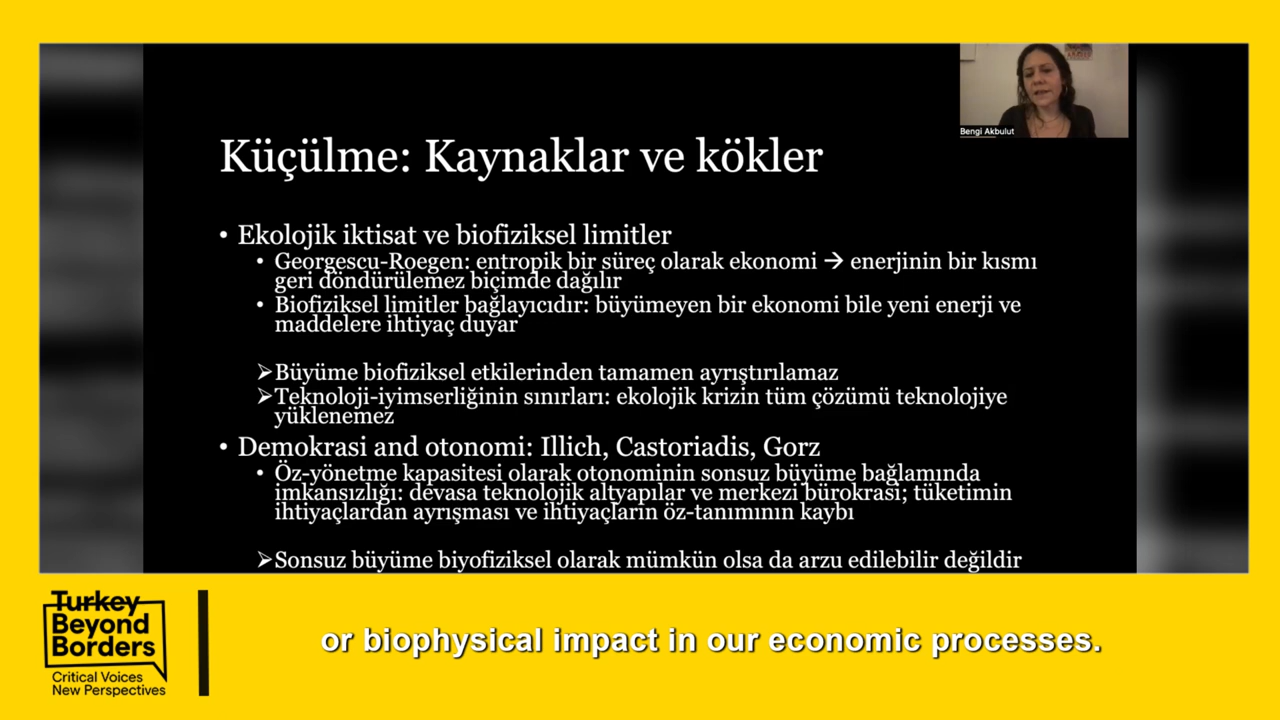 Bengi Akbulut
Küçülme: Kaynaklar ve kökler
• Ekolojik iktisat ve biofiziksel limitler
• Georgescu-Roegen: entropik bir süreç olarak ekonomi → enerjinin bir kısmı
geri döndürülemez biçimde dağılır
• Biofiziksel limitler bağlayıcıdır: büyümeyen bir ekonomi bile yeni enerji ve
maddelere ihtiyaç duyar
➢Büyüme biofiziksel etkilerinden tamamen ayrıştırılamaz
➢Teknoloji-iyimserliğinin sınırları: ekolojik krizin tüm çözümü teknolojiye
yüklenemez
• Demokrasi and otonomi: Illich, Castoriadis, Gorz
• Öz-yönetme kapasitesi olarak otonominin sonsuz büyüme bağlamında
imkansızlığı: devasa teknolojik altyapılar ve merkezi bürokrasi; tüketimin
ihtiyaçlardan ayrışması ve ihtiyaçların öz-tanımının kaybı
➢Sonsuz büyüme biyofiziksel olarak mümkün olsa da arzu edilebilir değildir
Turkey
Beyond
Borders
Critical Voices
New Perspectives
or biophysical impact in our economic processes.